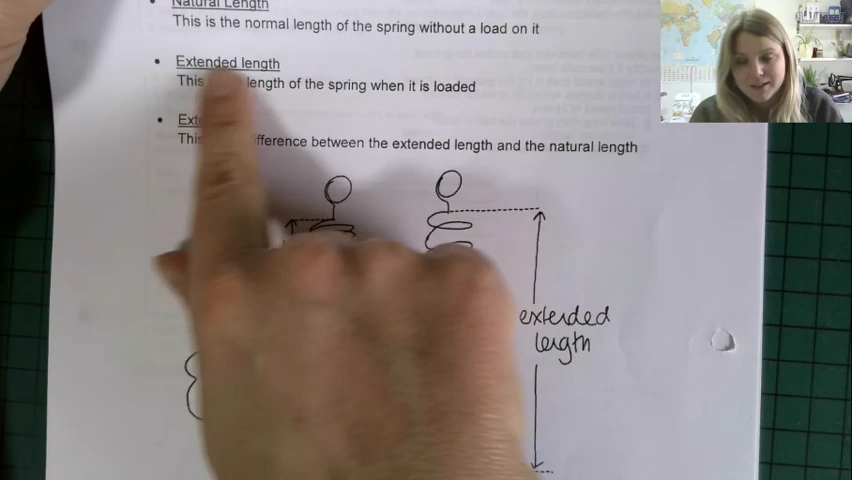 Natural Length
This is the normal length of the spring without a load on it
Extended length
This length of the spring when it is loaded
This difference between the extended length and the natural length
extended
length